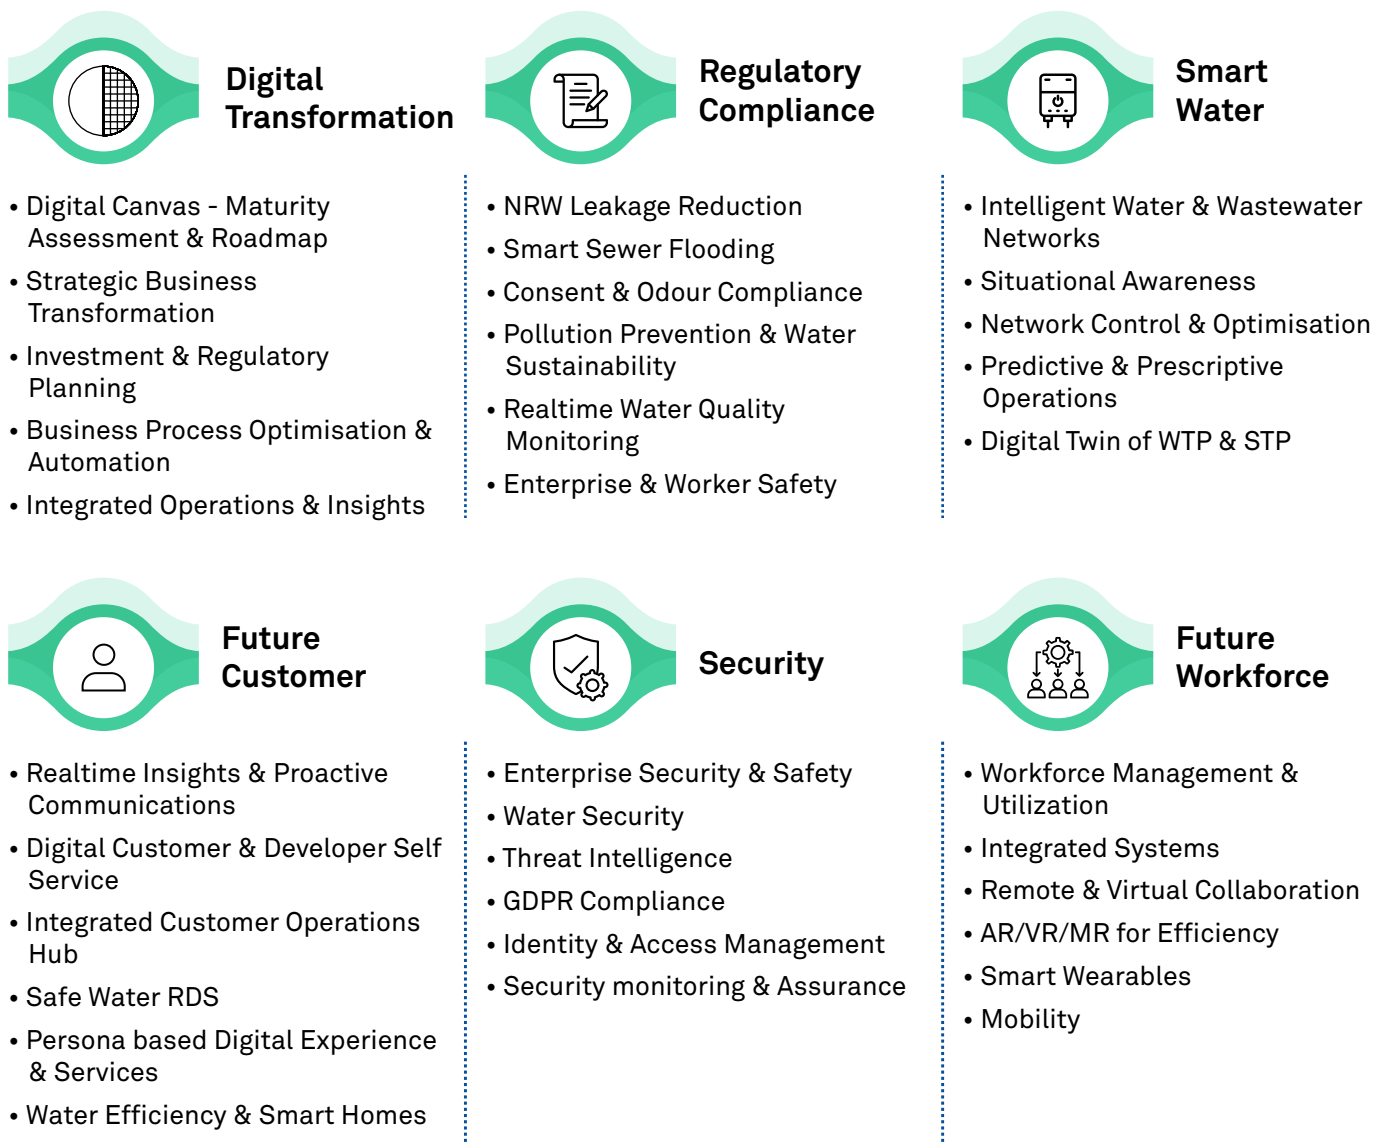 Digital
Transformation
• Digital Canvas - Maturity
Assessment & Roadmap
• Strategic Business
Transformation
• Investment & Regulatory
Planning
• Business Process Optimisation &
Automation
• Integrated Operations & Insights
Regulatory
Compliance
• NRW Leakage Reduction
• Smart Sewer Flooding
• Consent & Odour Compliance
• Pollution Prevention & Water
Sustainability
• Realtime Water Quality
Monitoring
• Enterprise & Worker Safety
Smart
Water
• Intelligent Water & Wastewater
Networks
• Situational Awareness
• Network Control & Optimisation
• Predictive & Prescriptive
Operations
• Digital Twin of WTP & STP
Future
Customer
• Realtime Insights & Proactive
Communications
• Digital Customer & Developer Self
Service
• Integrated Customer Operations
Hub
• Safe Water RDS
• Persona based Digital Experience
& Services
• Water Efficiency & Smart Homes
Security
• Enterprise Security & Safety
• Water Security
• Threat Intelligence
• GDPR Compliance
• Identity & Access Management
• Security monitoring & Assurance
Future
Workforce
• Workforce Management &
Utilization
• Integrated Systems
• Remote & Virtual Collaboration
• AR/VR/MR for Efficiency
• Smart Wearables
• Mobility